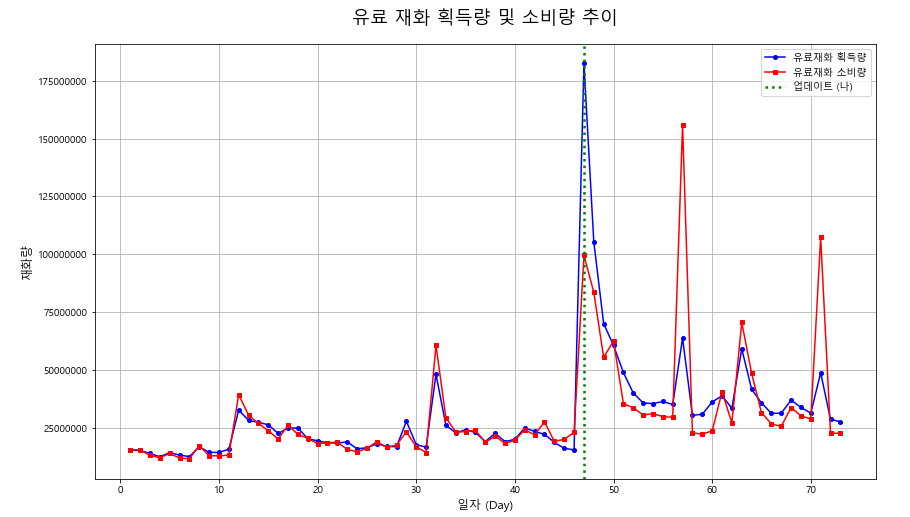 유료 재화 획득량 및 소비량 추이
유료재화 획득량
유료재화 소비량
업데이트 (나)
175000000
150000000
125000000
100000000
75000000
50000000
25000000
재화량
0 10 20 30 40 50 60 70
일자 (Day)